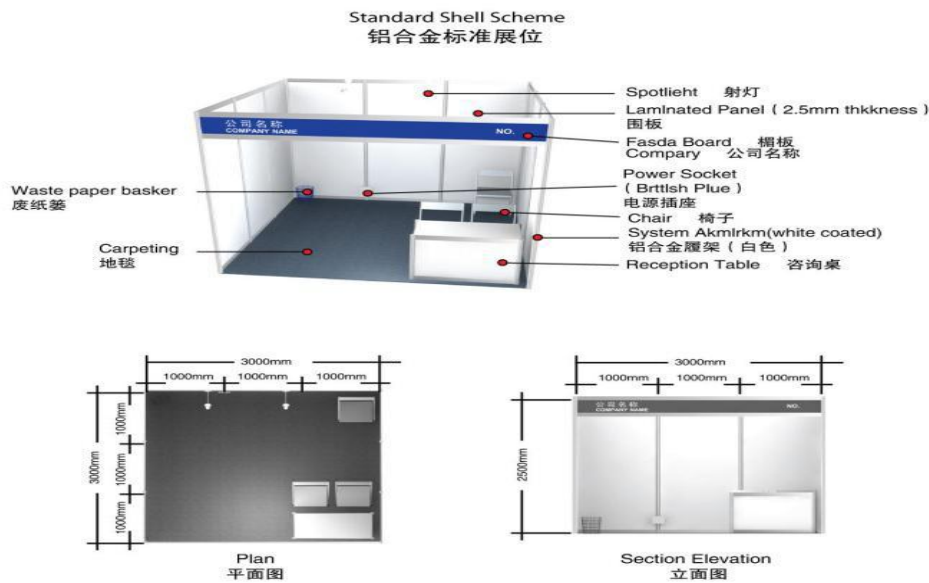 Standard Shell Scheme
铝合金标准展位
公司名称
COMPANY NAME
NO.
Spotlieht 射灯
Lamlnated Panel ( 2.5mm thkkness )
围板
Fasda Board 楣板
Compary 公司名称
Power Socket
( Brttlsh Plue )
电源插座
Chair 椅子
System Akmlrkm(white coated)
铝合金履架 ( 白色 )
Reception Table 咨询桌
Waste paper basker
废纸篓
Carpeting
地毯
3000mm
1000mm 1000mm 1000mm
3000mm
1000mm
1000mm
1000mm
Plan
平面图
3000mm
1000mm 1000mm 1000mm
2500mm
公司名称
COMPANY NAME
NO.
Section Elevation
立面图